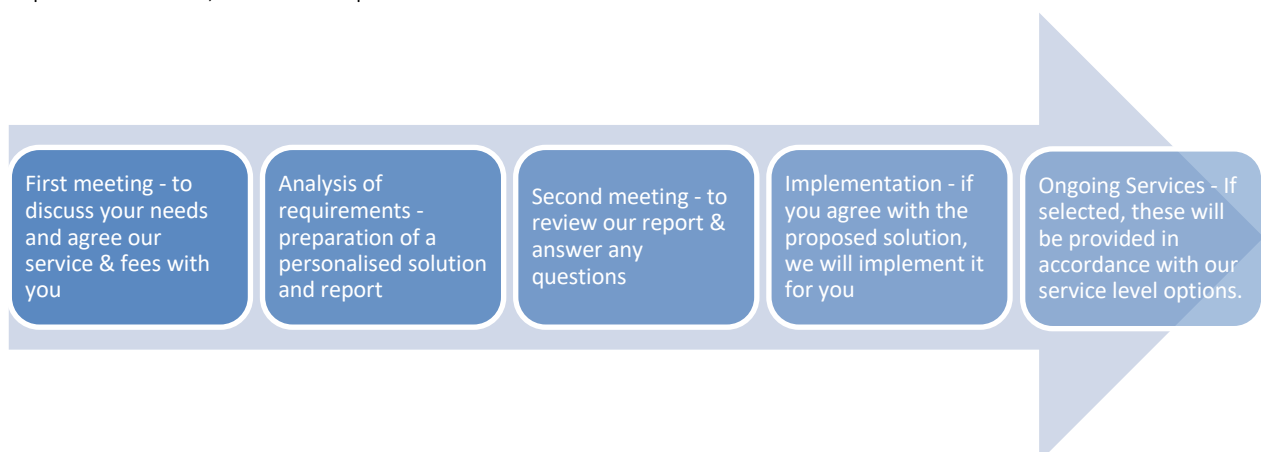 First meeting - to
discuss your needs
and agree our
service & fees with
you
Analysis of
requirements -
preparation of a
personalised solution
and report
Second meeting - to
review our report &
answer any
questions
Implementation - if
you agree with the
proposed solution,
we will implement it
for you
Ongoing Services - If
selected, these will
be provided in
accordance with our
service level options.